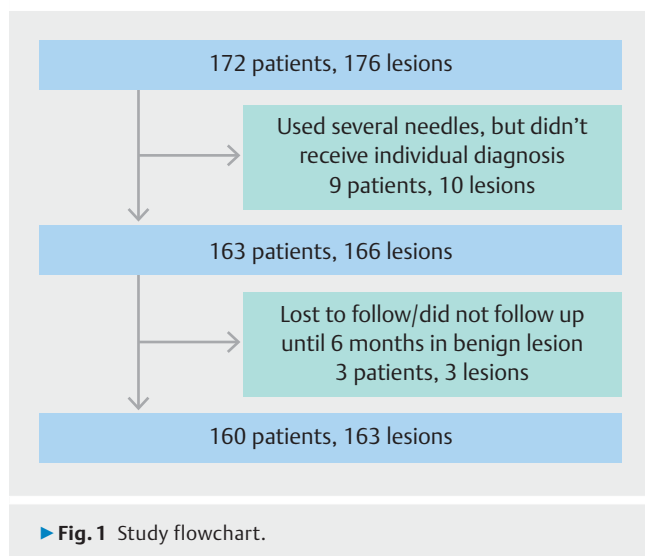 172 patients, 176 lesions
Used several needles, but didn’t
receive individual diagnosis
9 patients, 10 lesions
163 patients, 166 lesions
Lost to follow/did not follow up
until 6 months in benign lesion
3 patients, 3 lesions
160 patients, 163 lesions
▶Fig. 1 Study flowchart.